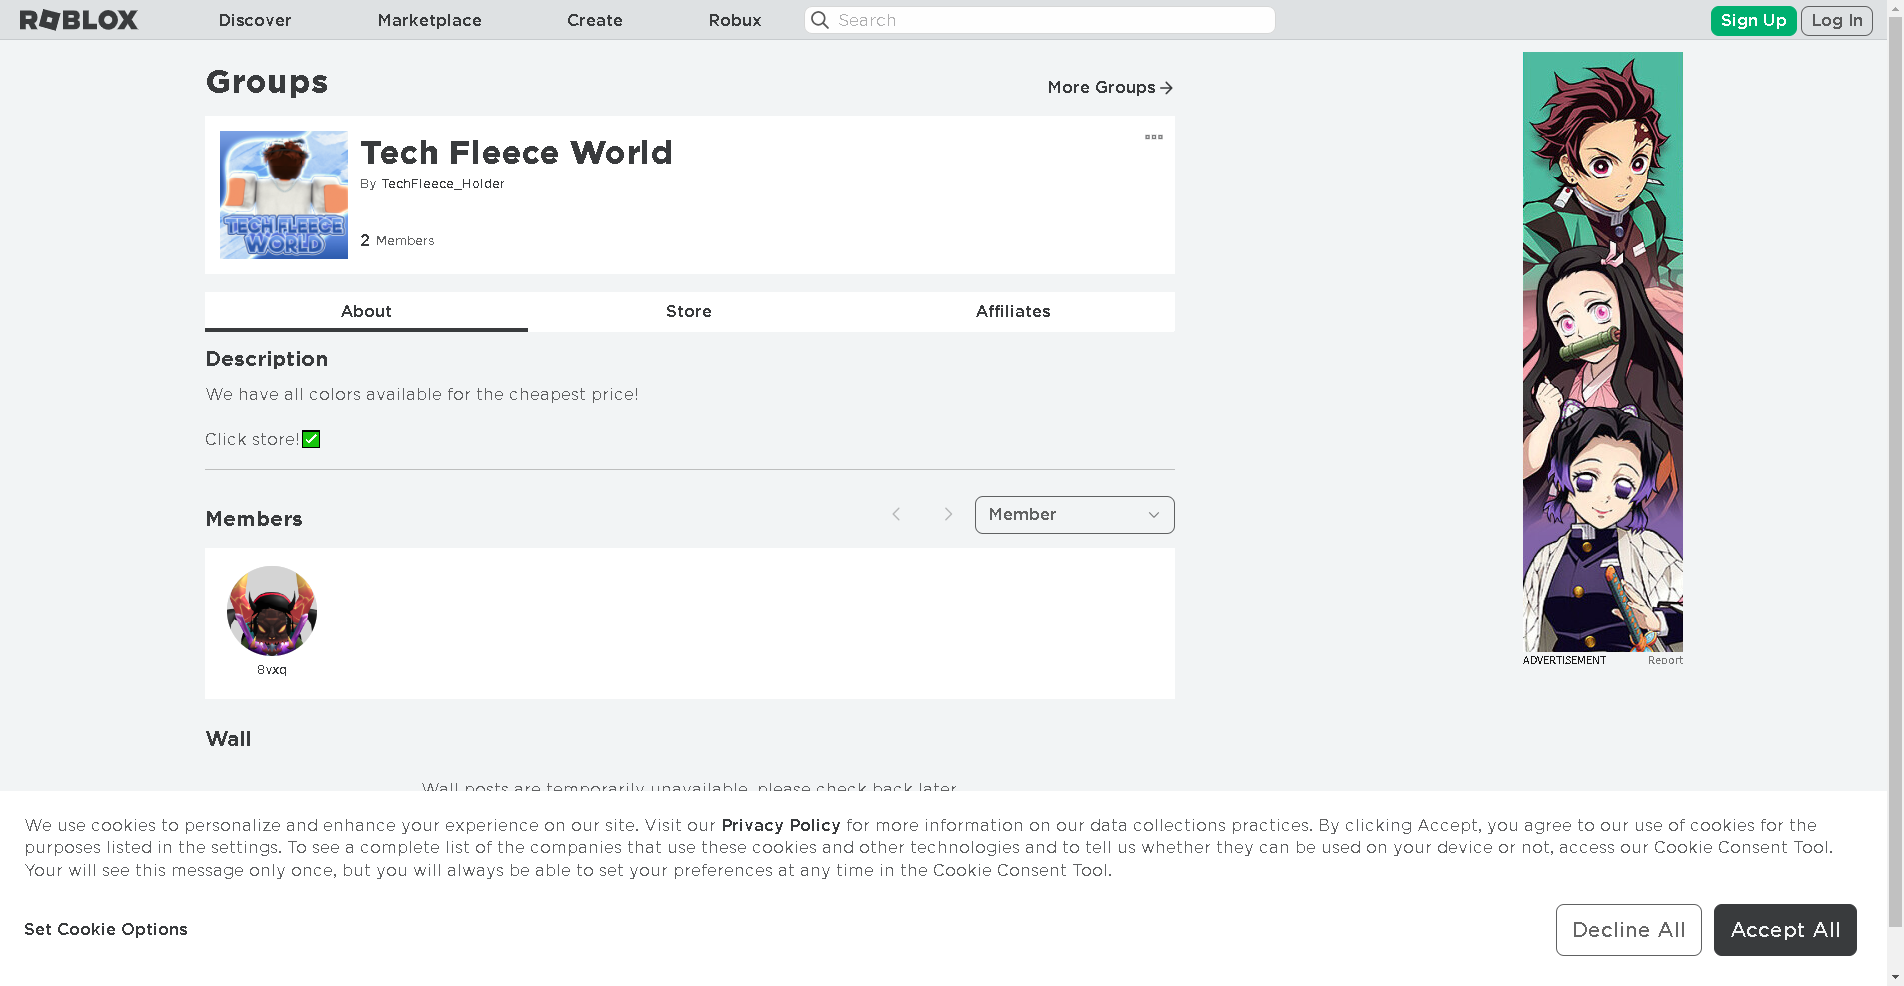 ROBLOX
Discover
Marketplace
Create
Robux
Search
Sign Up
Log In
Groups
More Groups
TECH FLEECE
WORLD
Tech Fleece World
By TechFleece_Holder
2 Members
About
Store
Affiliates
Description
We have all colors available for the cheapest price!
Click store!
Members
Member
8vxq
ADVERTISEMENT
Report
Wall
Wall posts are temporarily unavailable, please check back later.
We use cookies to personalize and enhance your experience on our site. Visit our Privacy Policy for more information on our data collections practices. By clicking Accept, you agree to our use of cookies for the
purposes listed in the settings. To see a complete list of the companies that use these cookies and other technologies and to tell us whether they can be used on your device or not, access our Cookie Consent Tool.
Your will see this message only once, but you will always be able to set your preferences at any time in the Cookie Consent Tool.
Set Cookie Options
Decline All
Accept All